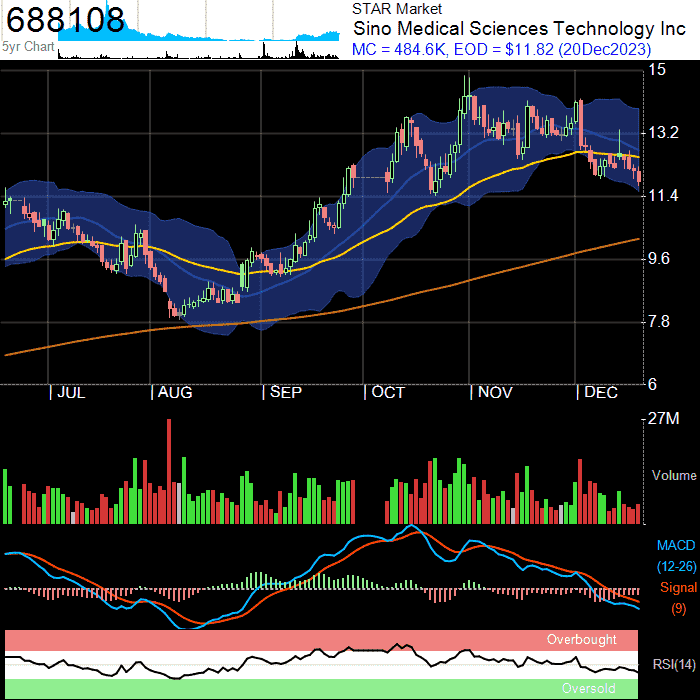 688108
5yr Chart
STAR Market
Sino Medical Sciences Technology Inc
MC = 484.6K, EOD = $11.82 (20Dec2023)
15
13.2
11.4
9.6
7.8
6
| JUL | AUG | SEP | OCT | NOV | DEC
27M
Volume
MACD
(12-26)
Signal
(9)
Overbought
RSI(14)
Oversold